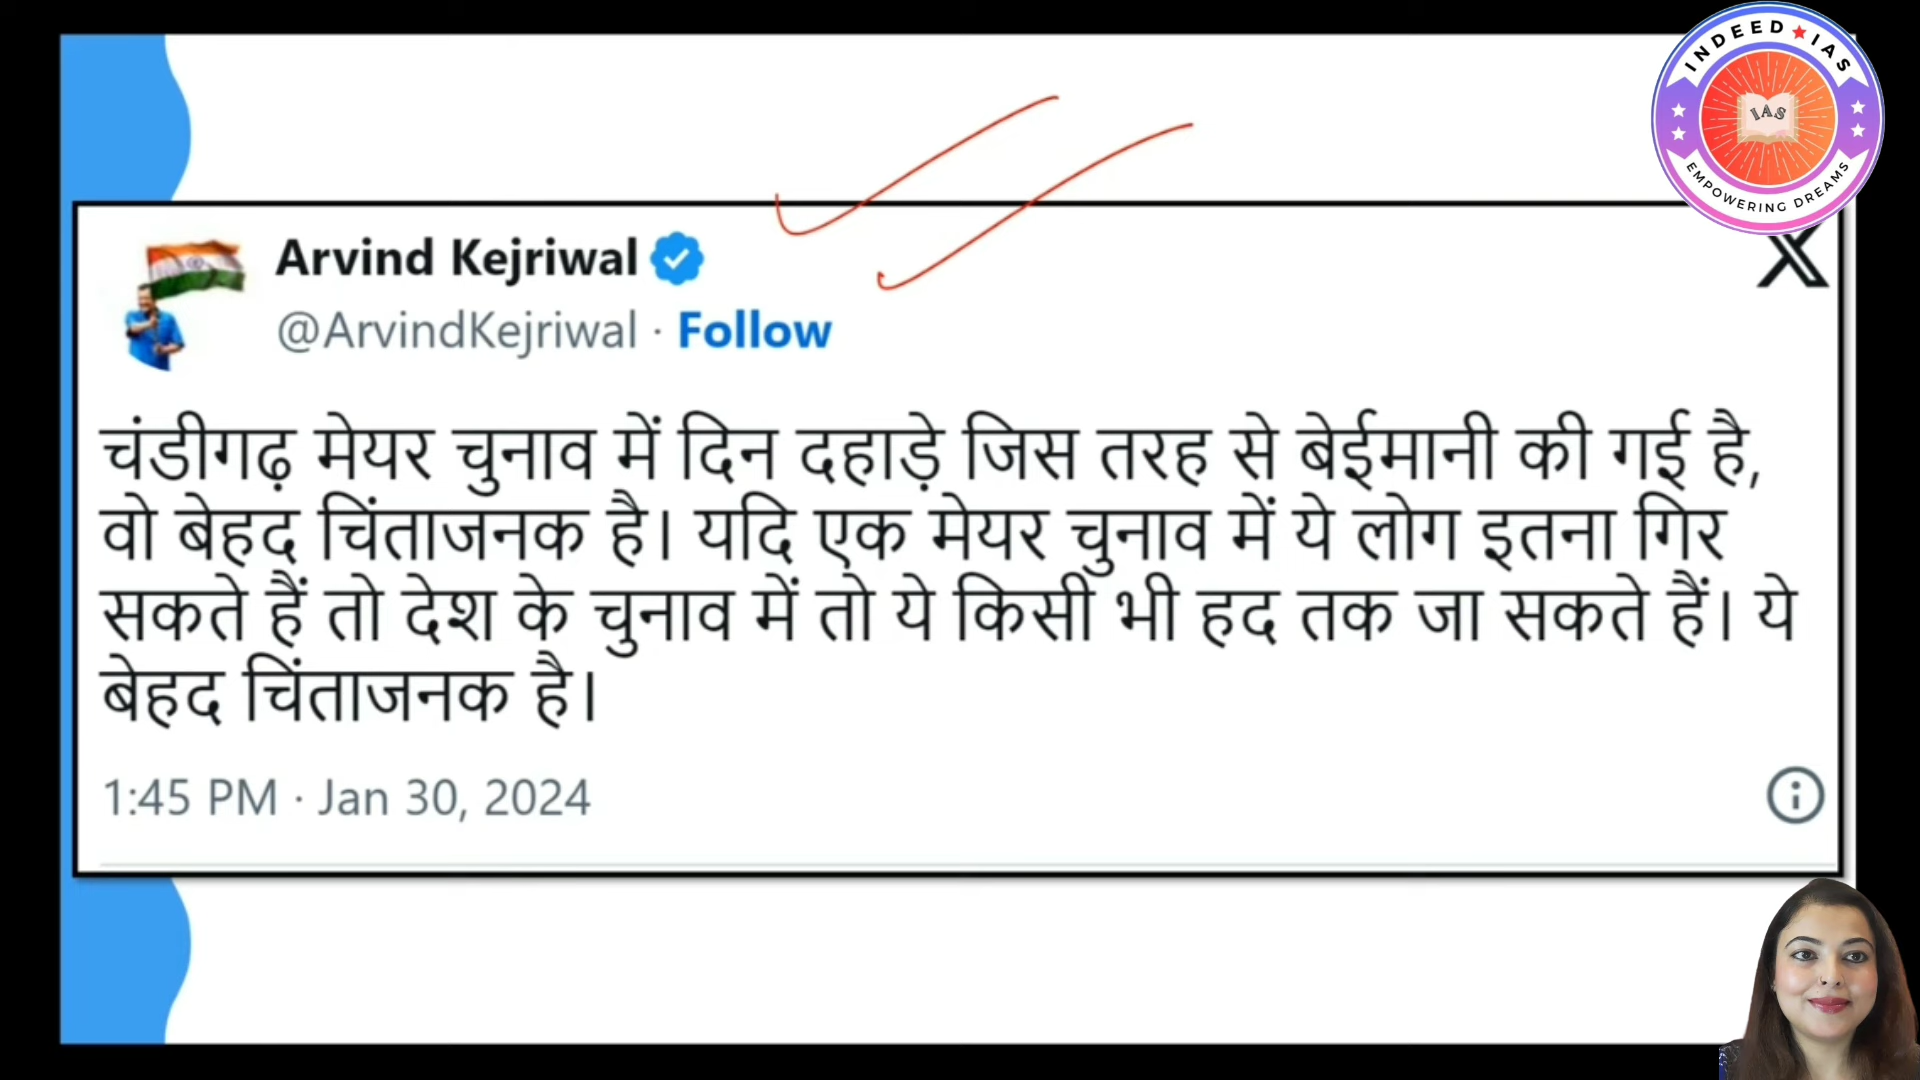 INDEED IAS
IAS
EMPOWERING DREAMS
Arvind Kejriwal
@ArvindKejriwal · Follow
चंडीगढ़ मेयर चुनाव में दिन दहाड़े जिस तरह से बेईमानी की गई है,
वो बेहद चिंताजनक है। यदि एक मेयर चुनाव में ये लोग इतना गिर
सकते हैं तो देश के चुनाव में तो ये किसी भी हद तक जा सकते हैं। ये
बेहद चिंताजनक है।
1:45 PM · Jan 30, 2024